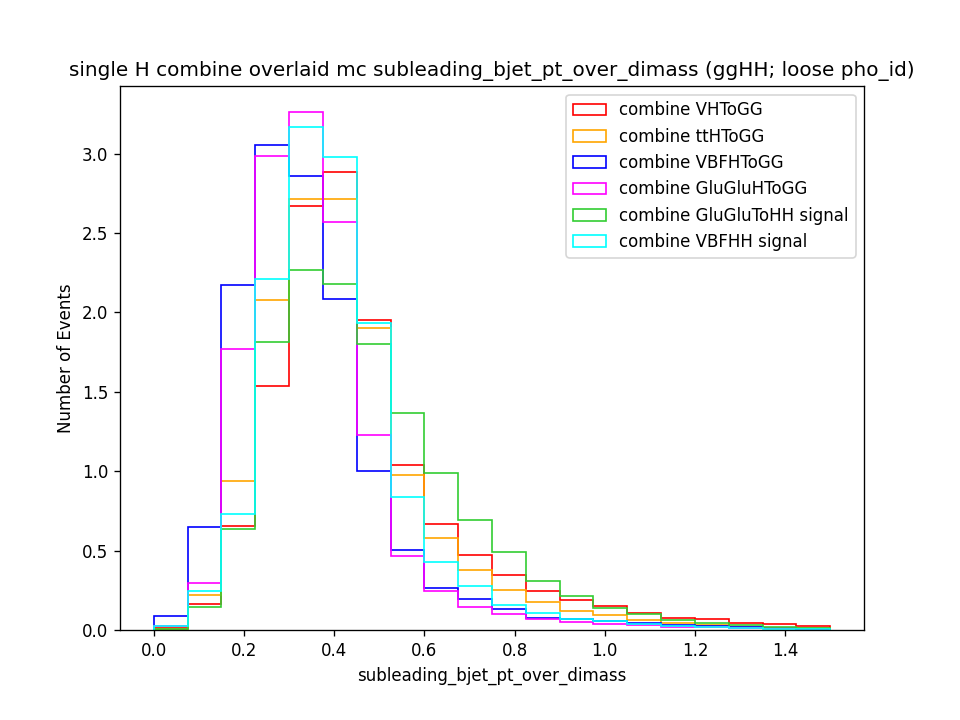 single H combine overlaid mc subleading_bjet_pt_over_dimass (ggHH; loose pho_id)
combine VHToGG
combine ttHToGG
combine VBFHToGG
combine GluGluHToGG
combine GluGluToHH signal
combine VBFHH signal
Number of Events
3.0
2.5
2.0
1.5
1.0
0.5
0.0
0.0 0.2 0.4 0.6 0.8 1.0 1.2 1.4
subleading_bjet_pt_over_dimass